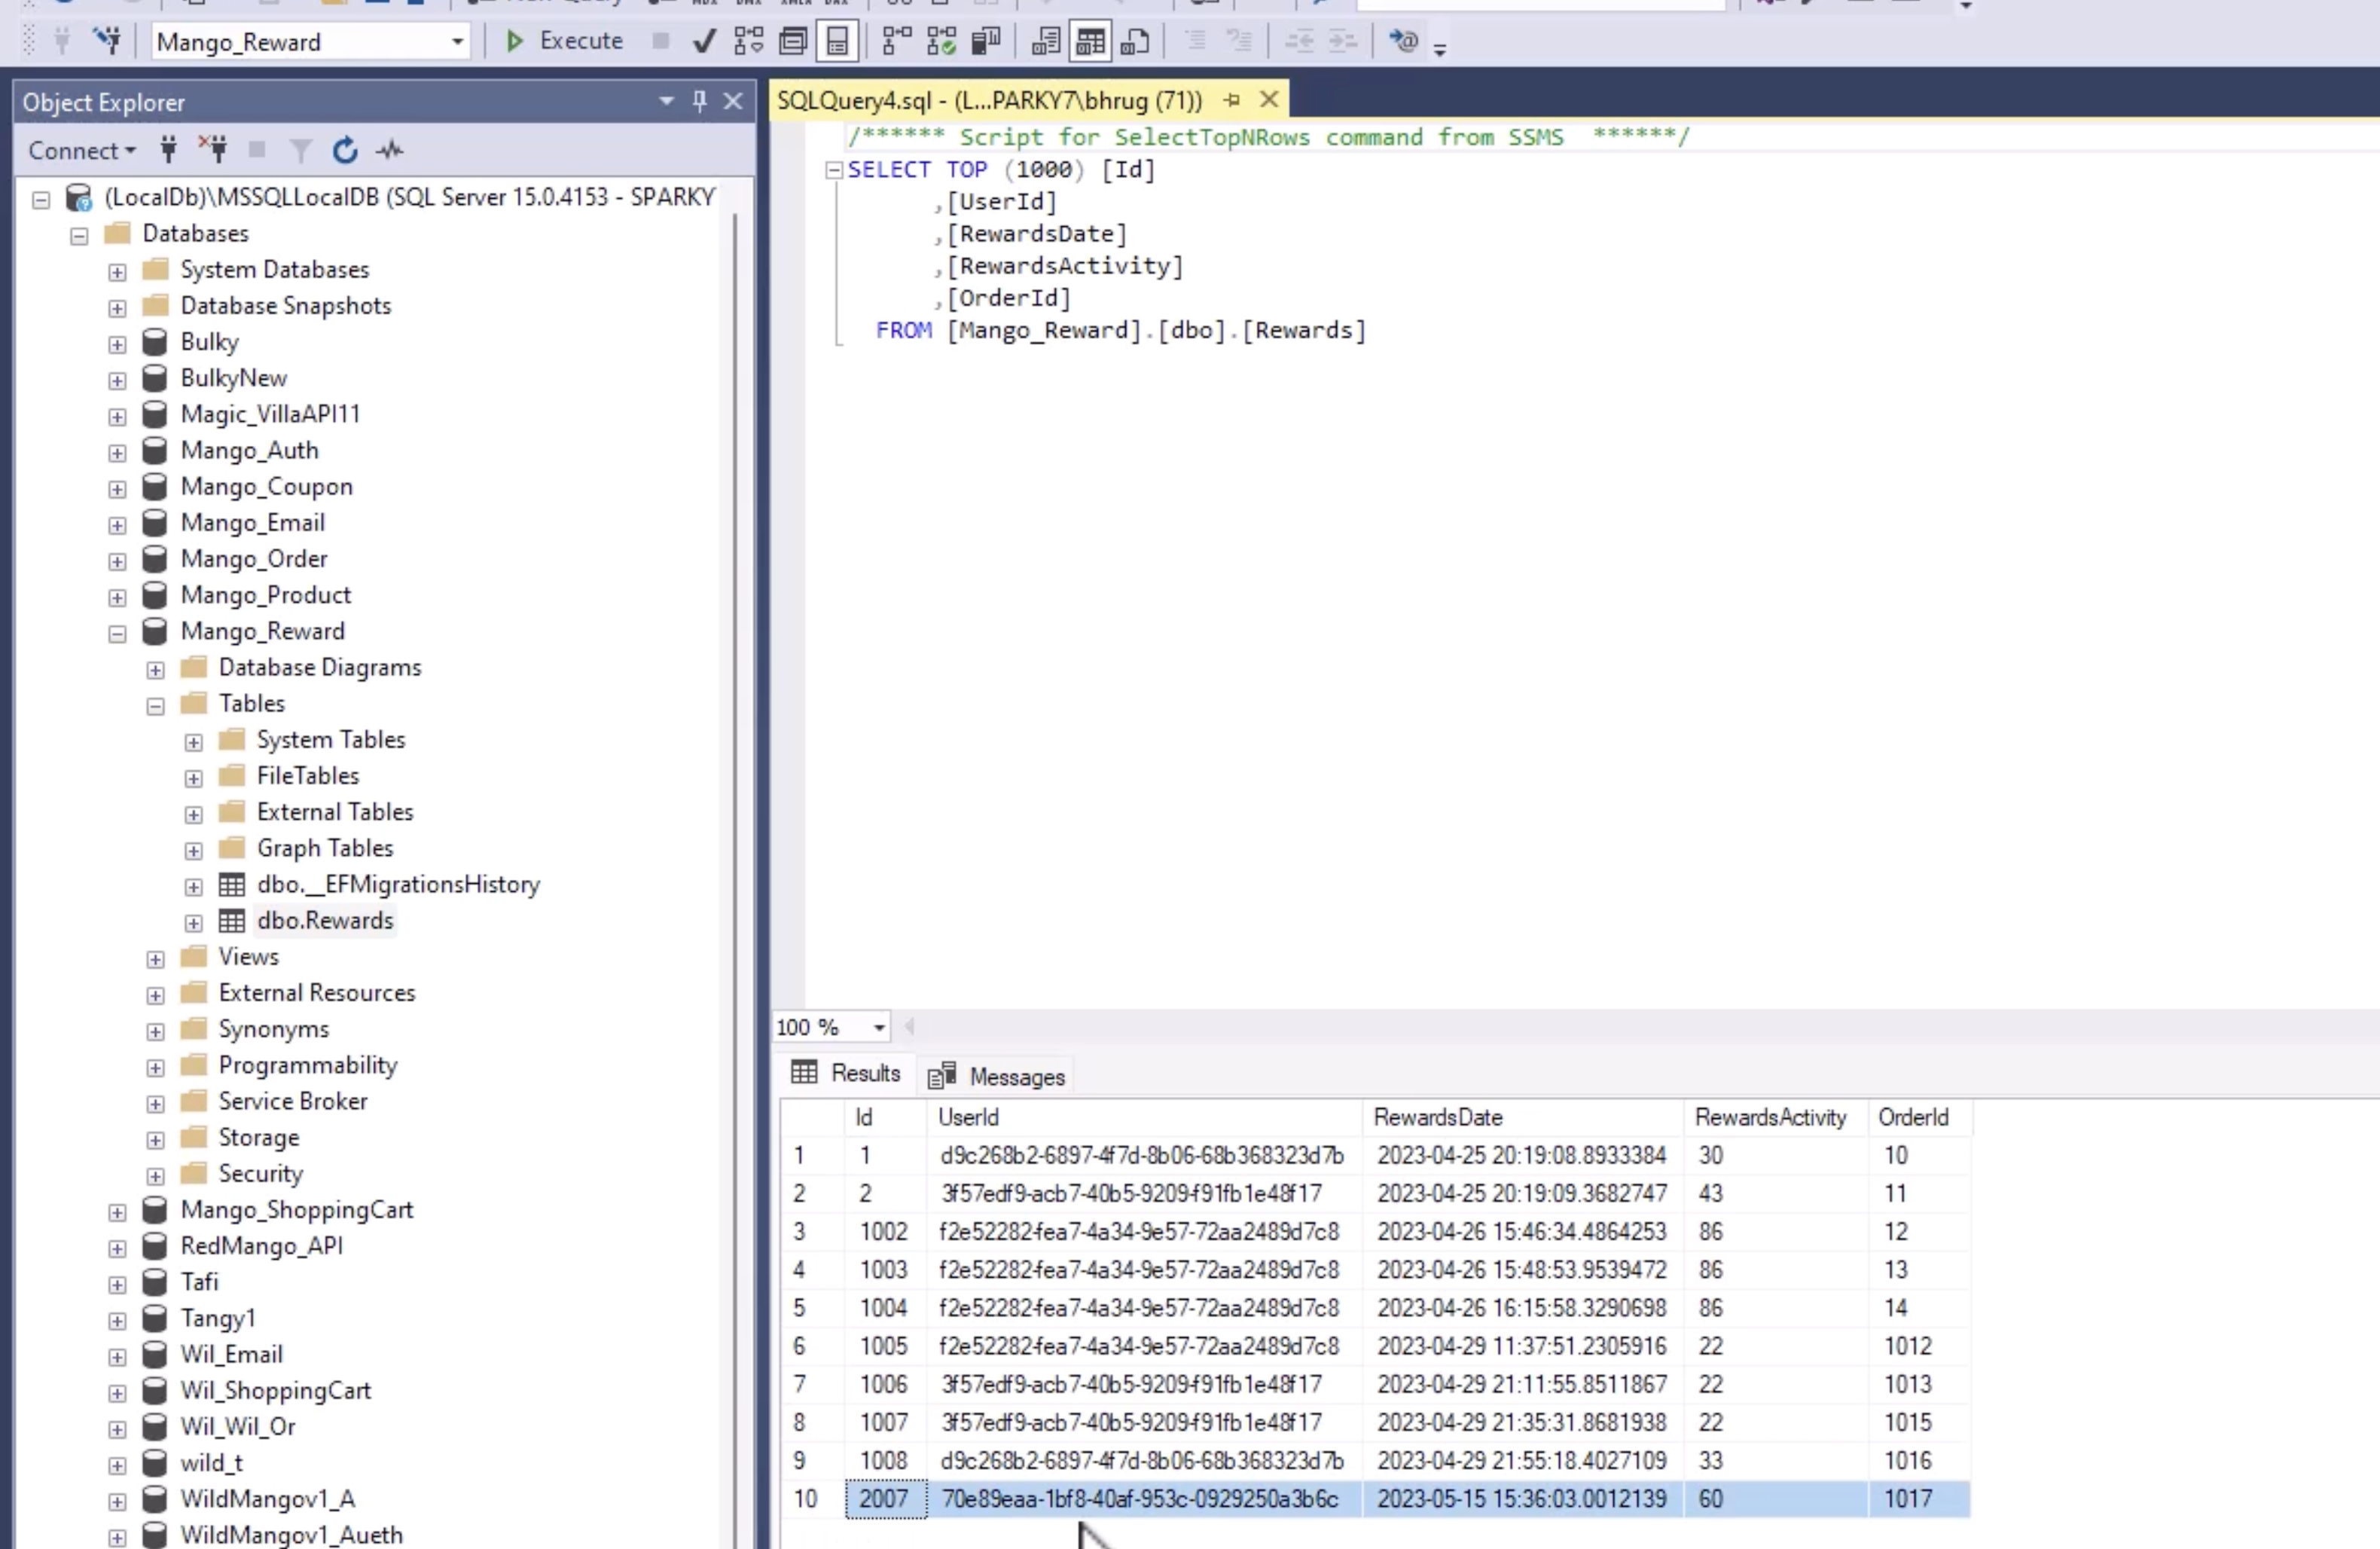 Mango_Reward
Execute
Object Explorer
Connect
(LocalDb)\MSSQLLocalDB (SQL Server 15.0.4153 - SPARKY
Databases
System Databases
Database Snapshots
Bulky
BulkyNew
Magic_VillaAPI11
Mango_Auth
Mango_Coupon
Mango_Email
Mango_Order
Mango_Product
Mango_Reward
Database Diagrams
Tables
System Tables
FileTables
External Tables
Graph Tables
dbo.__EFMigrationsHistory
dbo.Rewards
Views
External Resources
Synonyms
Programmability
Service Broker
Storage
Security
Mango_ShoppingCart
RedMango_API
Tafi
Tangy1
Wil_Email
Wil_ShoppingCart
Wil_Wil_Or
wild_t
WildMangov1_A
WildMangov1_Aueth
SQLQuery4.sql - (L...PARKY7\bhrug (71))
/****** Script for SelectTopNRows command from SSMS ******/
SELECT TOP (1000) [Id]
,[UserId]
,[RewardsDate]
,[RewardsActivity]
,[OrderId]
FROM [Mango_Reward].[dbo].[Rewards]
100 %
Results Messages
Id UserId RewardsDate RewardsActivity OrderId
1 1 d9c268b2-6897-4f7d-8b06-68b368323d7b 2023-04-25 20:19:08.8933384 30 10
2 2 3f57edf9-acb7-40b5-9209-f91fb1e48f17 2023-04-25 20:19:09.3682747 43 11
3 1002 f2e52282-fea7-4a34-9e57-72aa2489d7c8 2023-04-26 15:46:34.4864253 86 12
4 1003 f2e52282-fea7-4a34-9e57-72aa2489d7c8 2023-04-26 15:48:53.9539472 86 13
5 1004 f2e52282-fea7-4a34-9e57-72aa2489d7c8 2023-04-26 16:15:58.3290698 86 14
6 1005 f2e52282-fea7-4a34-9e57-72aa2489d7c8 2023-04-29 11:37:51.2305916 22 1012
7 1006 3f57edf9-acb7-40b5-9209-f91fb1e48f17 2023-04-29 21:11:55.8511867 22 1013
8 1007 3f57edf9-acb7-40b5-9209-f91fb1e48f17 2023-04-29 21:35:31.8681938 22 1015
9 1008 d9c268b2-6897-4f7d-8b06-68b368323d7b 2023-04-29 21:55:18.4027109 33 1016
10 2007 70e89eaa-1bf8-40af-953c-0929250a3b6c 2023-05-15 15:36:03.0012139 60 1017